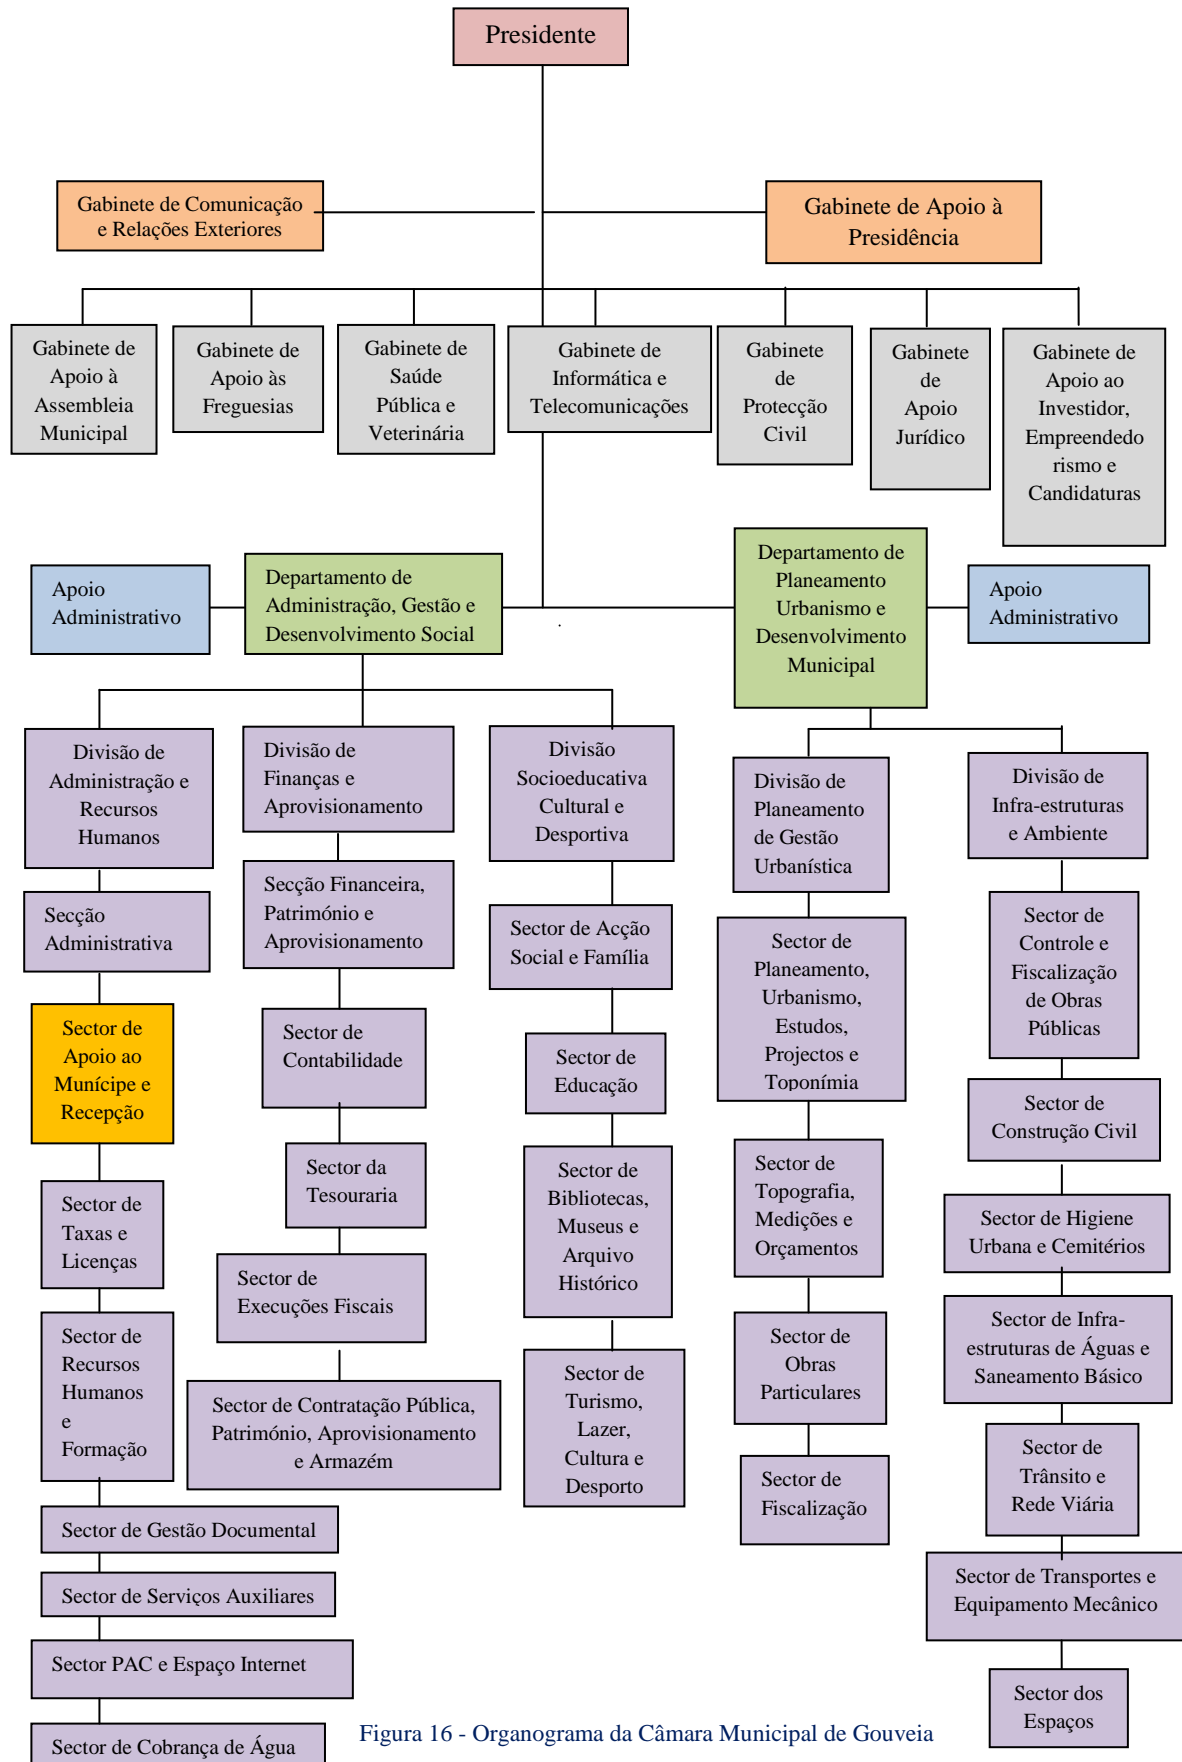 Presidente
Gabinete de Comunicação
e Relações Exteriores
Gabinete de Apoio à
Presidência
Gabinete de
Apoio à
Assembleia
Municipal
Gabinete de
Apoio às
Freguesias
Gabinete de
Saúde
Pública e
Veterinária
Gabinete de
Informática e
Telecomunicações
Gabinete
de
Protecção
Civil
Gabinete
de
Apoio
Jurídico
Gabinete de
Apoio ao
Investidor,
Empreendedo
rismo e
Candidaturas
Apoio
Administrativo
Departamento de
Administração, Gestão e
Desenvolvimento Social
Departamento de
Planeamento
Urbanismo e
Desenvolvimento
Municipal
Apoio
Administrativo
Divisão de
Administração e
Recursos
Humanos
Secção
Administrativa
Sector de
Apoio ao
Munícipe e
Recepção
Sector de
Taxas e
Licenças
Sector de
Recursos
Humanos
e
Formação
Sector de Gestão Documental
Sector de Serviços Auxiliares
Sector PAC e Espaço Internet
Sector de Cobrança de Água
Divisão de
Finanças e
Aprovisionamento
Secção Financeira,
Património e
Aprovisionamento
Sector de
Contabilidade
Sector da
Tesouraria
Sector de
Execuções Fiscais
Sector de Contratação Pública,
Património, Aprovisionamento
e Armazém
Divisão
Socioeducativa
Cultural e
Desportiva
Sector de Acção
Social e Família
Sector de
Educação
Sector de
Bibliotecas,
Museus e
Arquivo
Histórico
Sector de
Turismo,
Lazer,
Cultura e
Desporto
Divisão de
Planeamento
de Gestão
Urbanística
Sector de
Planeamento,
Urbanismo,
Estudos,
Projectos e
Toponímia
Sector de
Topografia,
Medições e
Orçamentos
Sector de
Obras
Particulares
Sector de
Fiscalização
Divisão de
Infra-estruturas
e Ambiente
Sector de
Controle e
Fiscalização
de Obras
Públicas
Sector de
Construção Civil
Sector de Higiene
Urbana e Cemitérios
Sector de Infra-
estruturas de Águas e
Saneamento Básico
Sector de
Trânsito e
Rede Viária
Sector de Transportes e
Equipamento Mecânico
Sector dos
Espaços
Figura 16 - Organograma da Câmara Municipal de Gouveia